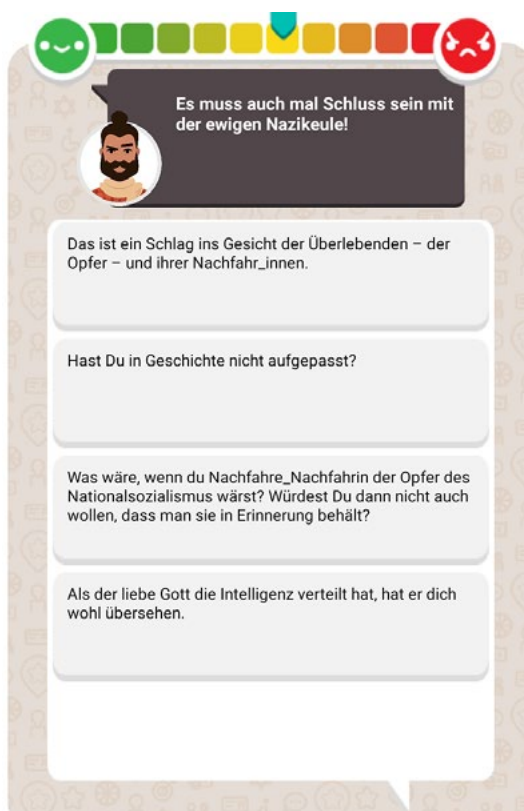 Es muss auch mal Schluss sein mit
der ewigen Nazikeule!
Das ist ein Schlag ins Gesicht der Überlebenden – der
Opfer – und ihrer Nachfahr_innen.
Hast Du in Geschichte nicht aufgepasst?
Was wäre, wenn du Nachfahre_Nachfahrin der Opfer des
Nationalsozialismus wärst? Würdest Du dann nicht auch
wollen, dass man sie in Erinnerung behält?
Als der liebe Gott die Intelligenz verteilt hat, hat er dich
wohl übersehen.